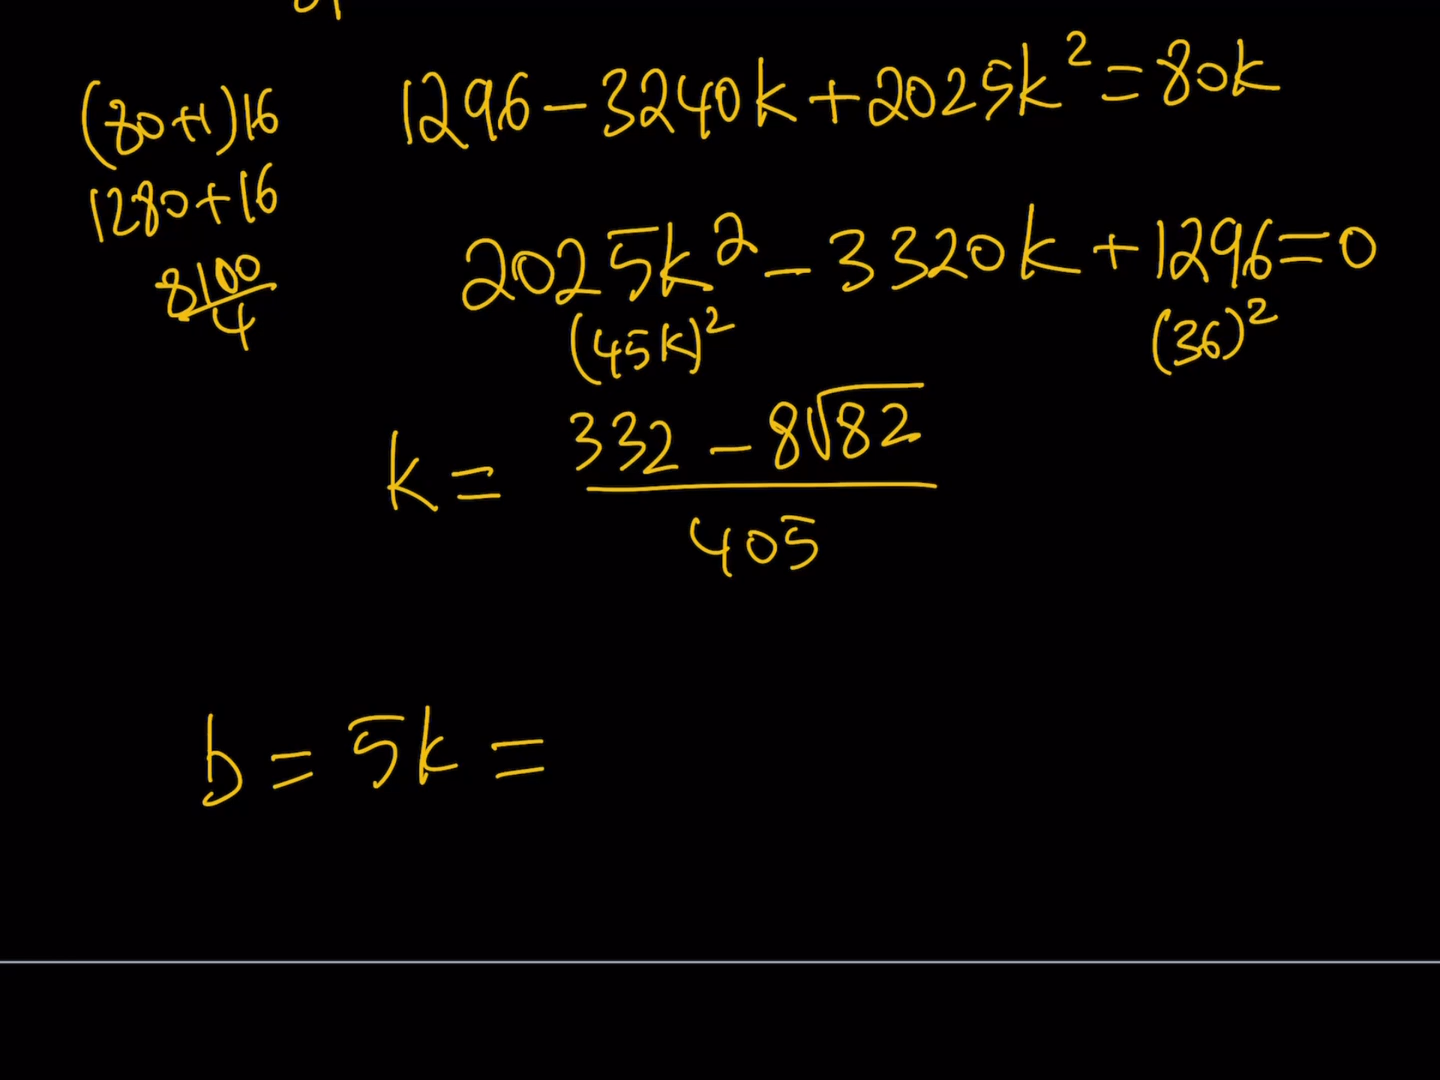 1296-3240k+2025k²=80k
(80+1)16
1280+16
8100/4
2025k²-3320k+1296=0
(45k)² (36)²
k= (332-8√82)/405
b=5k=